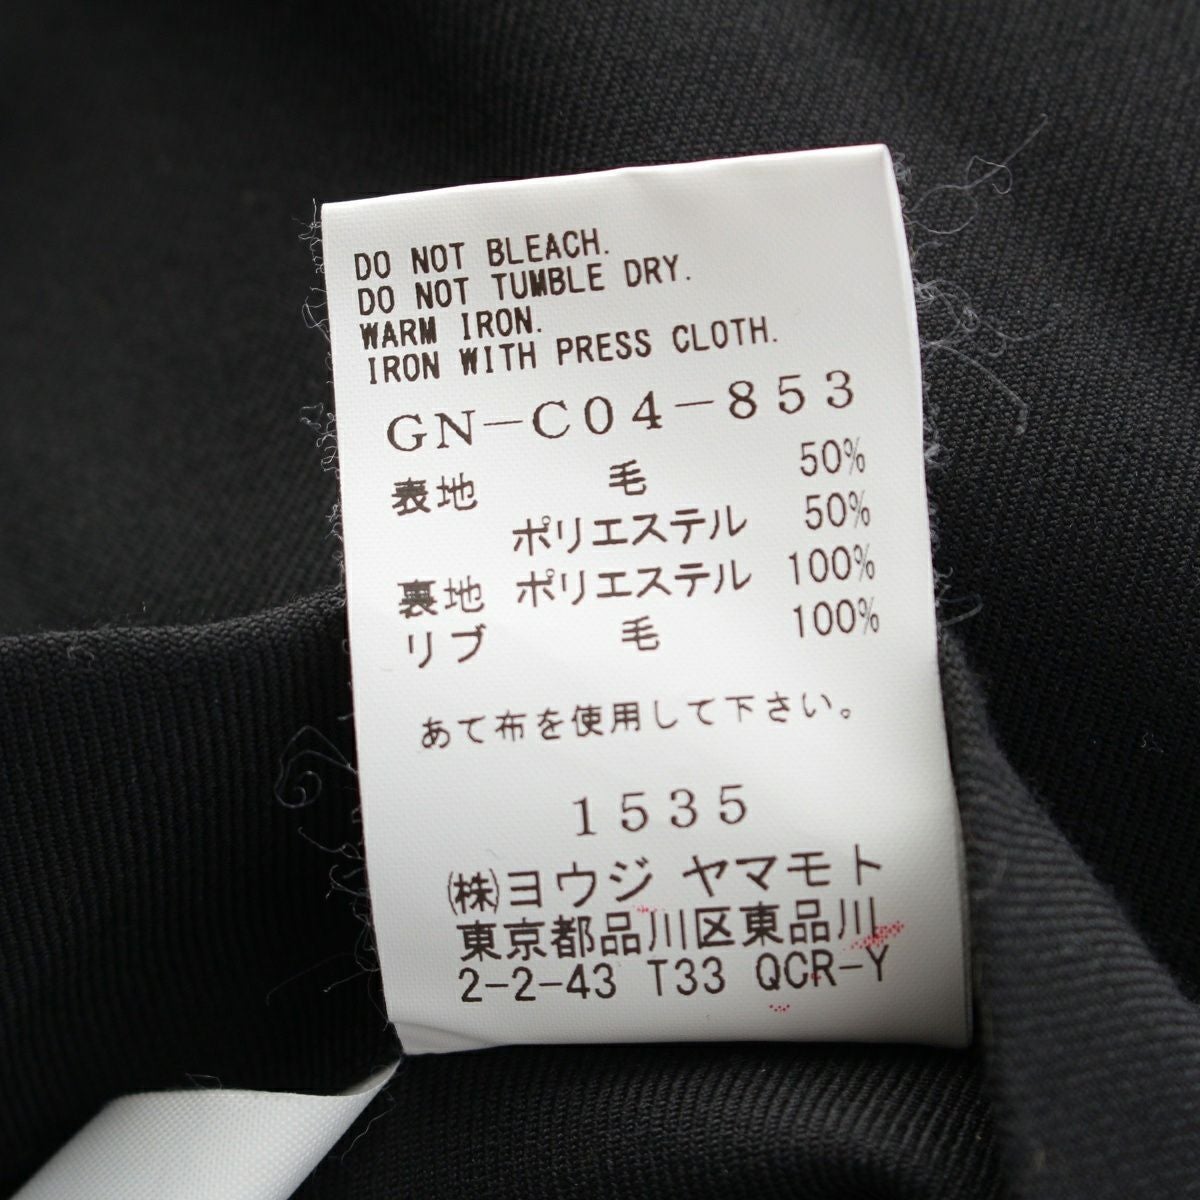 DO NOT BLEACH.
DO NOT TUMBLE DRY.
WARM IRON.
IRON WITH PRESS CLOTH.
GN-C04-853
表地 毛 50%
ポリエステル 50%
裏地 ポリエステル 100%
リブ 毛 100%
あて布を使用して下さい。
1535
(株)ヨウジ ヤマモト
東京都品川区東品川
2-2-43 T33 QCR-Y